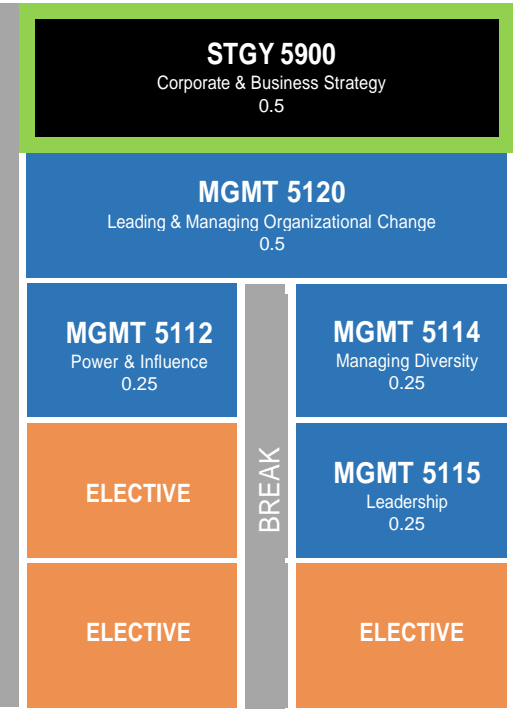 STGY 5900
Corporate & Business Strategy
0.5
MGMT 5120
Leading & Managing Organizational Change
0.5
MGMT 5112
Power & Influence
0.25
ELECTIVE
ELECTIVE
BREAK
MGMT 5114
Managing Diversity
0.25
MGMT 5115
Leadership
0.25
ELECTIVE